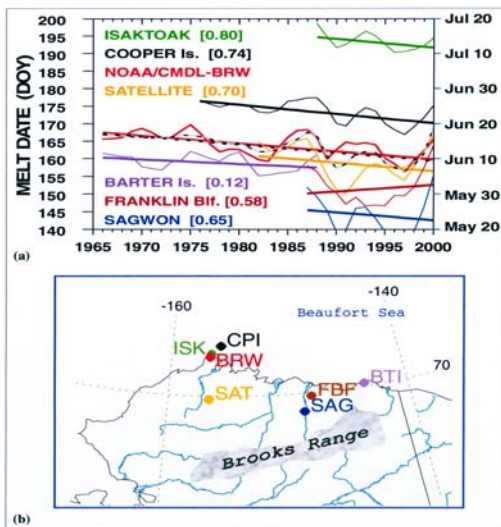 (a)
MELT DATE (DOY)
200
195
190
185
180
175
170
165
160
155
150
145
140
Jul 20
Jul 10
Jun 30
Jun 20
Jun 10
May 30
May 20
ISAKTOAK [0.80]
COOPER Is. [0.74]
NOAA/CMDL-BRW
SATELLITE [0.70]
BARTER Is. [0.12]
FRANKLIN Blf. [0.58]
SAGWON [0.65]
1965 1970 1975 1980 1985 1990 1995 2000
(b)
-160
-140
Beaufort Sea
ISK
CPI
BRW
SAT
FBF
SAG
BTI
70
Brooks Range